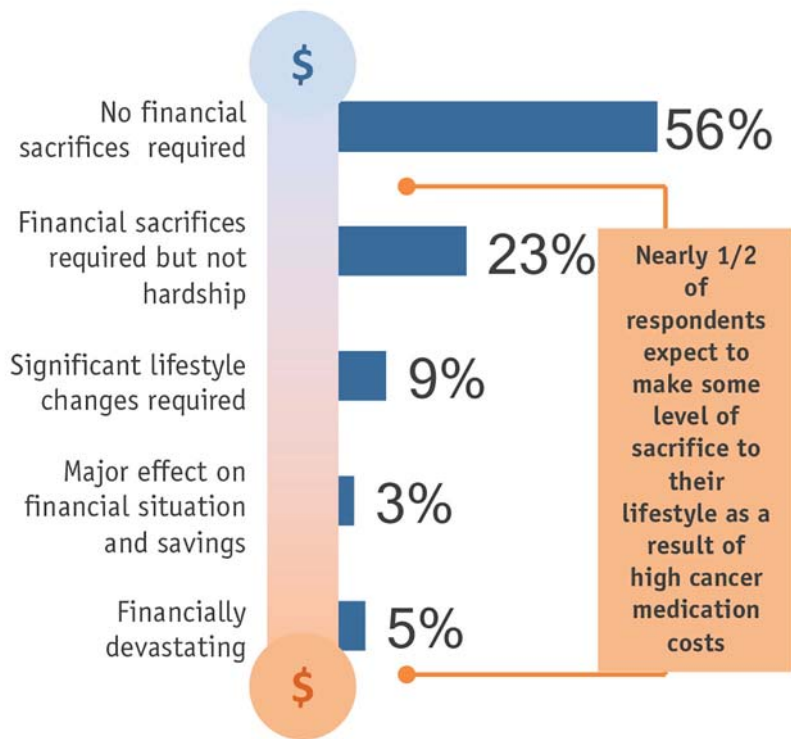 $
No financial
sacrifices required
56%
Financial sacrifices
required but not
hardship
23%
Significant lifestyle
changes required
9%
Major effect on
financial situation
and savings
3%
Financially
devastating
5%
$
Nearly 1/2
of
respondents
expect to
make some
level of
sacrifice to
their
lifestyle as a
result of
high cancer
medication
costs